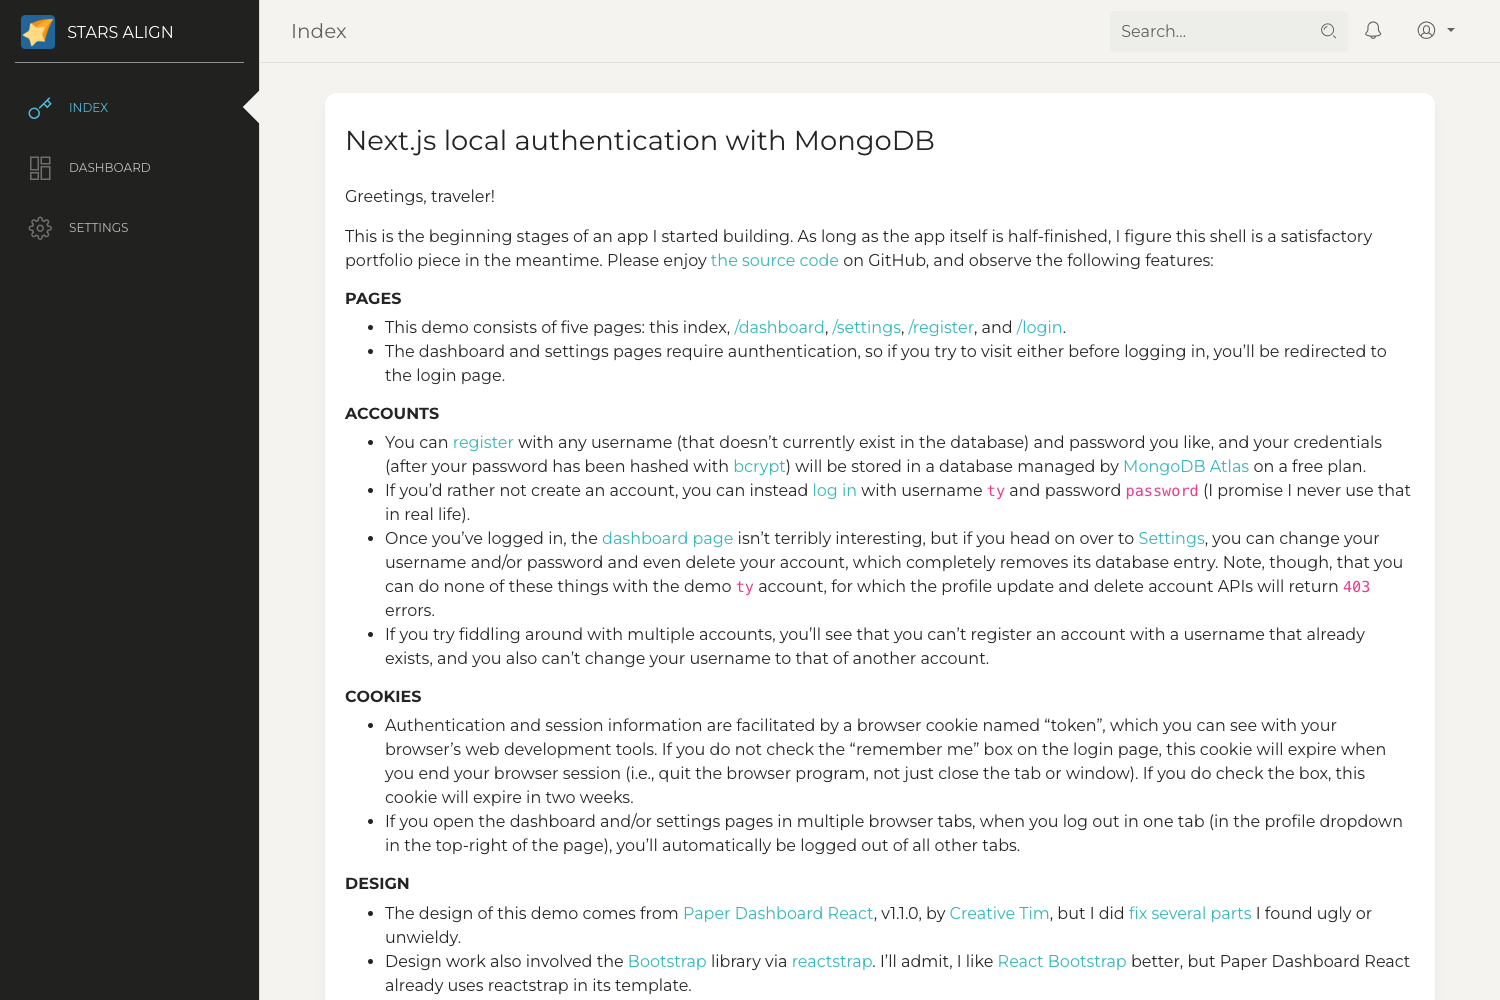 STARS ALIGN
INDEX
DASHBOARD
SETTINGS
Index
Search...
Next.js local authentication with MongoDB
Greetings, traveler!
This is the beginning stages of an app I started building. As long as the app itself is half-finished, I figure this shell is a satisfactory
portfolio piece in the meantime. Please enjoy the source code on GitHub, and observe the following features:
PAGES
• This demo consists of five pages: this index, /dashboard, /settings, /register, and /login.
• The dashboard and settings pages require aunthentication, so if you try to visit either before logging in, you’ll be redirected to
the login page.
ACCOUNTS
• You can register with any username (that doesn’t currently exist in the database) and password you like, and your credentials
(after your password has been hashed with bcrypt) will be stored in a database managed by MongoDB Atlas on a free plan.
• If you’d rather not create an account, you can instead log in with username ty and password password (I promise I never use that
in real life).
• Once you’ve logged in, the dashboard page isn’t terribly interesting, but if you head on over to Settings, you can change your
username and/or password and even delete your account, which completely removes its database entry. Note, though, that you
can do none of these things with the demo ty account, for which the profile update and delete account APIs will return 403
errors.
• If you try fiddling around with multiple accounts, you’ll see that you can’t register an account with a username that already
exists, and you also can’t change your username to that of another account.
COOKIES
• Authentication and session information are facilitated by a browser cookie named “token”, which you can see with your
browser’s web development tools. If you do not check the “remember me” box on the login page, this cookie will expire when
you end your browser session (i.e., quit the browser program, not just close the tab or window). If you do check the box, this
cookie will expire in two weeks.
• If you open the dashboard and/or settings pages in multiple browser tabs, when you log out in one tab (in the profile dropdown
in the top-right of the page), you’ll automatically be logged out of all other tabs.
DESIGN
• The design of this demo comes from Paper Dashboard React, v1.1.0, by Creative Tim, but I did fix several parts I found ugly or
unwieldy.
• Design work also involved the Bootstrap library via reactstrap. I’ll admit, I like React Bootstrap better, but Paper Dashboard React
already uses reactstrap in its template.